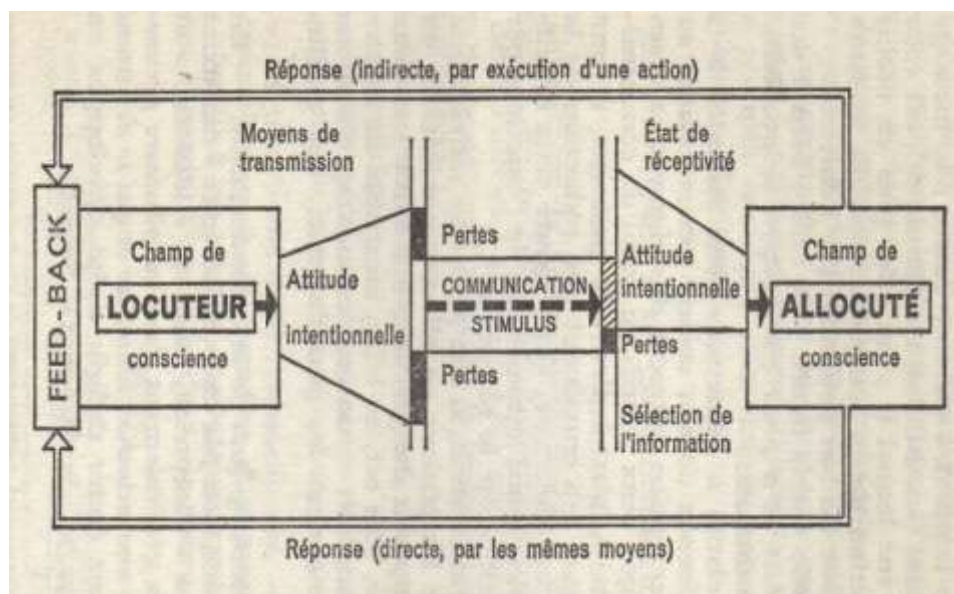 Réponse (indirecte, par exécution d'une action)
Moyens de
transmission
État de
réceptivité
FEED-BACK
Champ de
LOCUTEUR
conscience
Attitude
intentionnelle
Pertes
COMMUNICATION
STIMULUS
Pertes
Attitude
intentionnelle
Pertes
Sélection de
l'information
Champ de
ALLOCUTÉ
conscience
Réponse (directe, par les mêmes moyens)